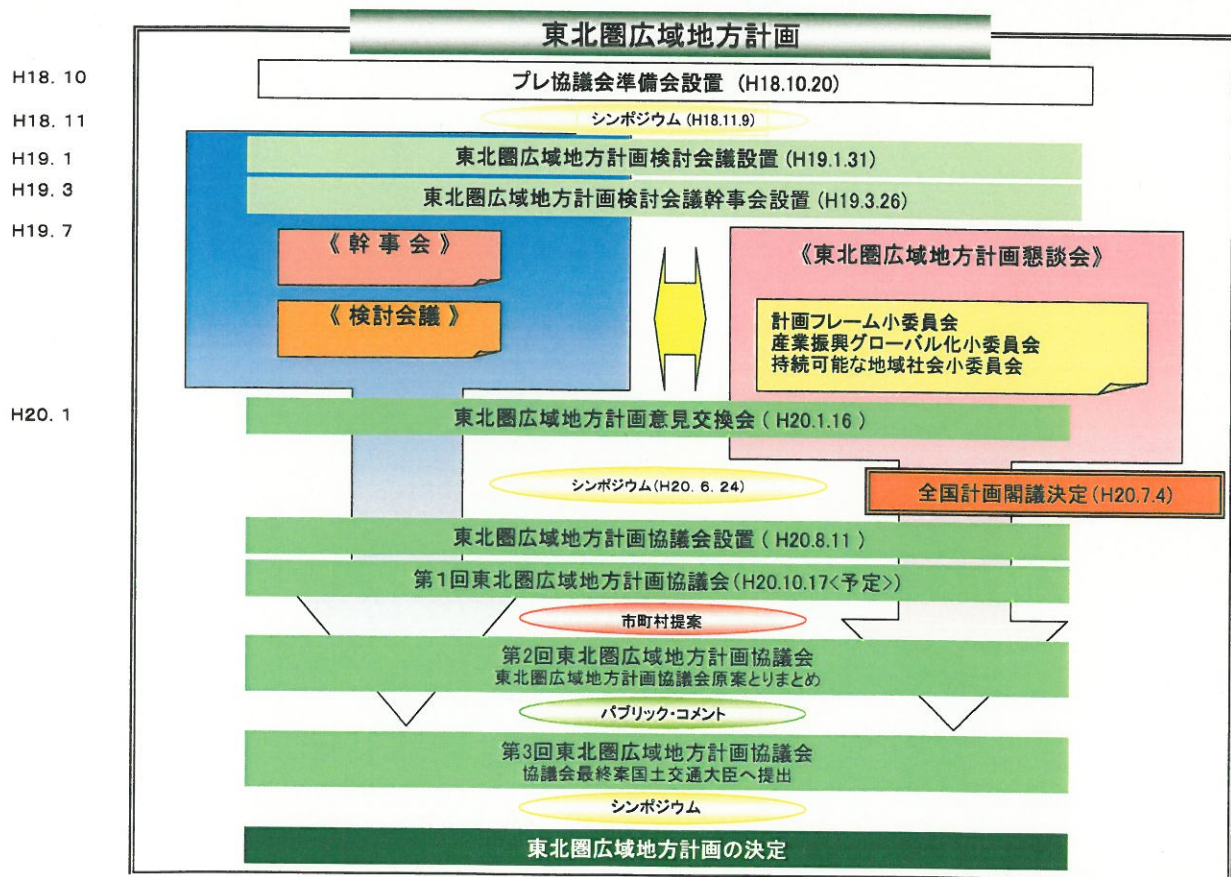 東北圏広域地方計画
H18. 10
プレ協議会準備会設置 (H18.10.20)
H18. 11
シンポジウム (H18.11.9)
H19. 1
東北圏広域地方計画検討会議設置 (H19.1.31)
H19. 3
東北圏広域地方計画検討会議幹事会設置 (H19.3.26)
H19. 7
《 幹 事 会 》
《 検討会議 》
《東北圏広域地方計画懇談会》
計画フレーム小委員会
産業振興グローバル化小委員会
持続可能な地域社会小委員会
H20. 1
東北圏広域地方計画意見交換会 ( H20.1.16 )
シンポジウム(H20. 6. 24)
全国計画閣議決定 (H20.7.4)
東北圏広域地方計画協議会設置 ( H20.8.11 )
第1回東北圏広域地方計画協議会(H20.10.17<予定>)
市町村提案
第2回東北圏広域地方計画協議会
東北圏広域地方計画協議会原案とりまとめ
パブリック・コメント
第3回東北圏広域地方計画協議会
協議会最終案国土交通大臣へ提出
シンポジウム
東北圏広域地方計画の決定